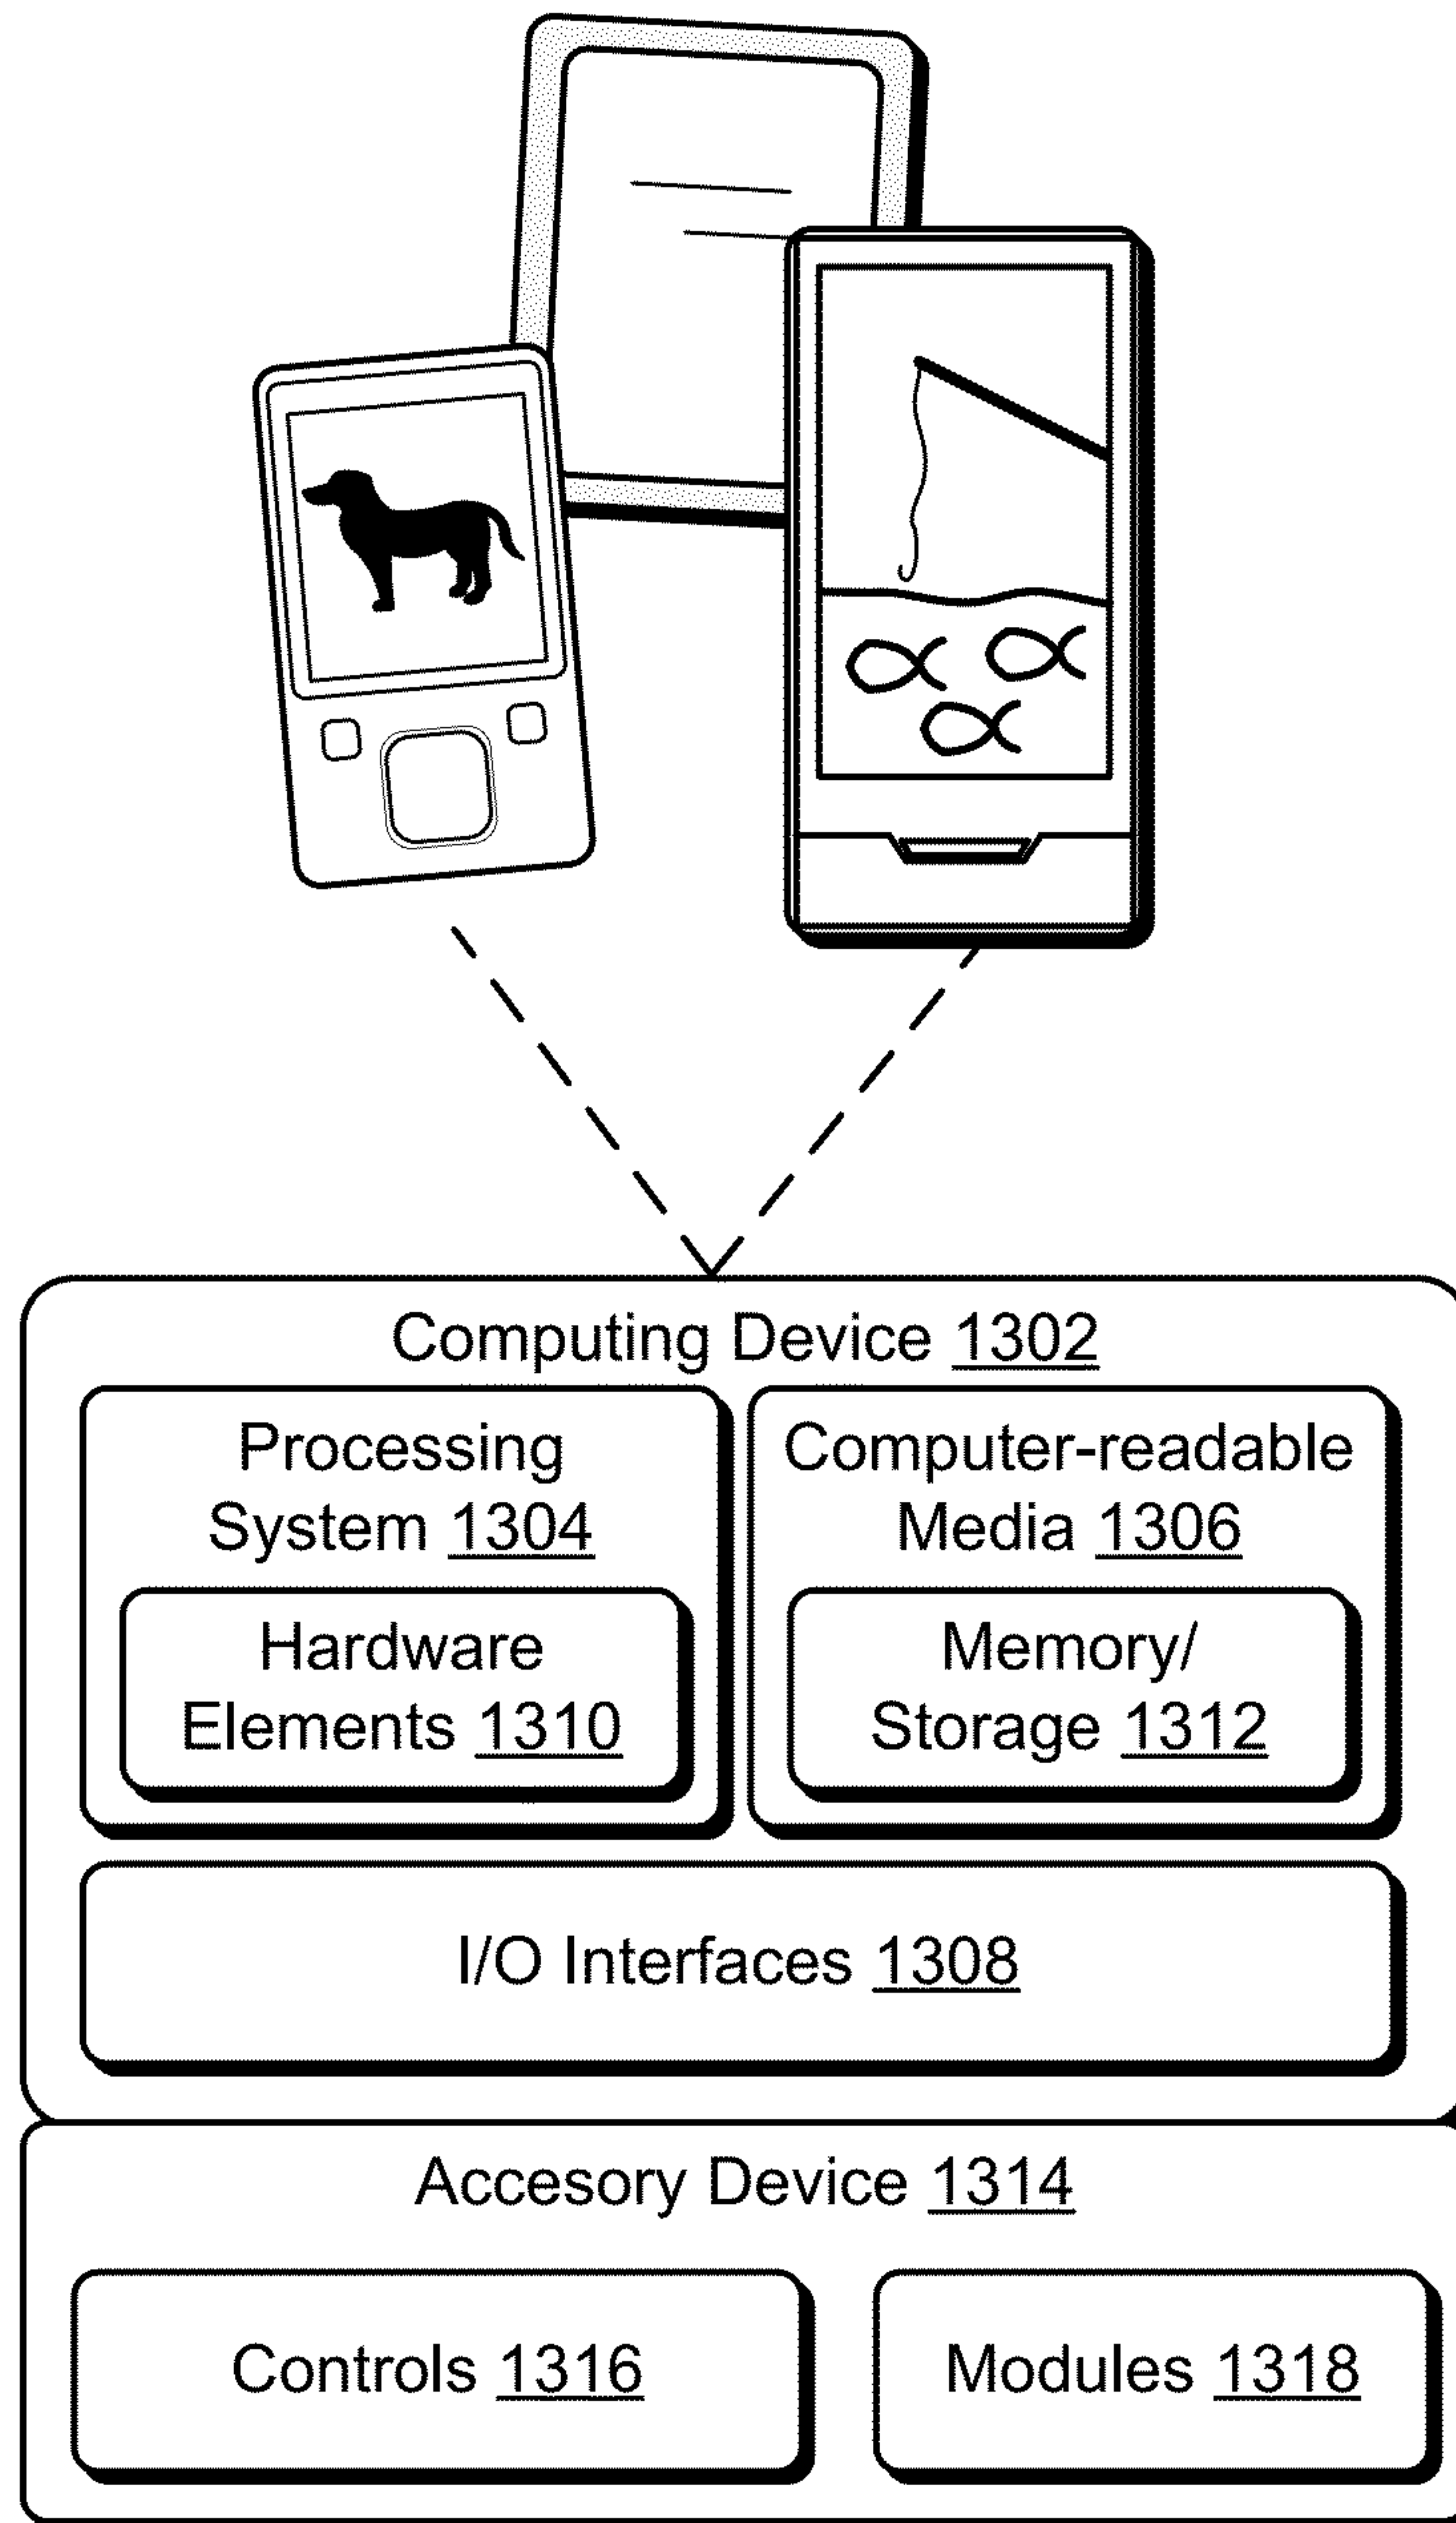 Computing Device 1302
Processing
System 1304
Hardware
Elements 1310
Computer-readable
Media 1306
Memory/
Storage 1312
I/O Interfaces 1308
Accesory Device 1314
Controls 1316
Modules 1318